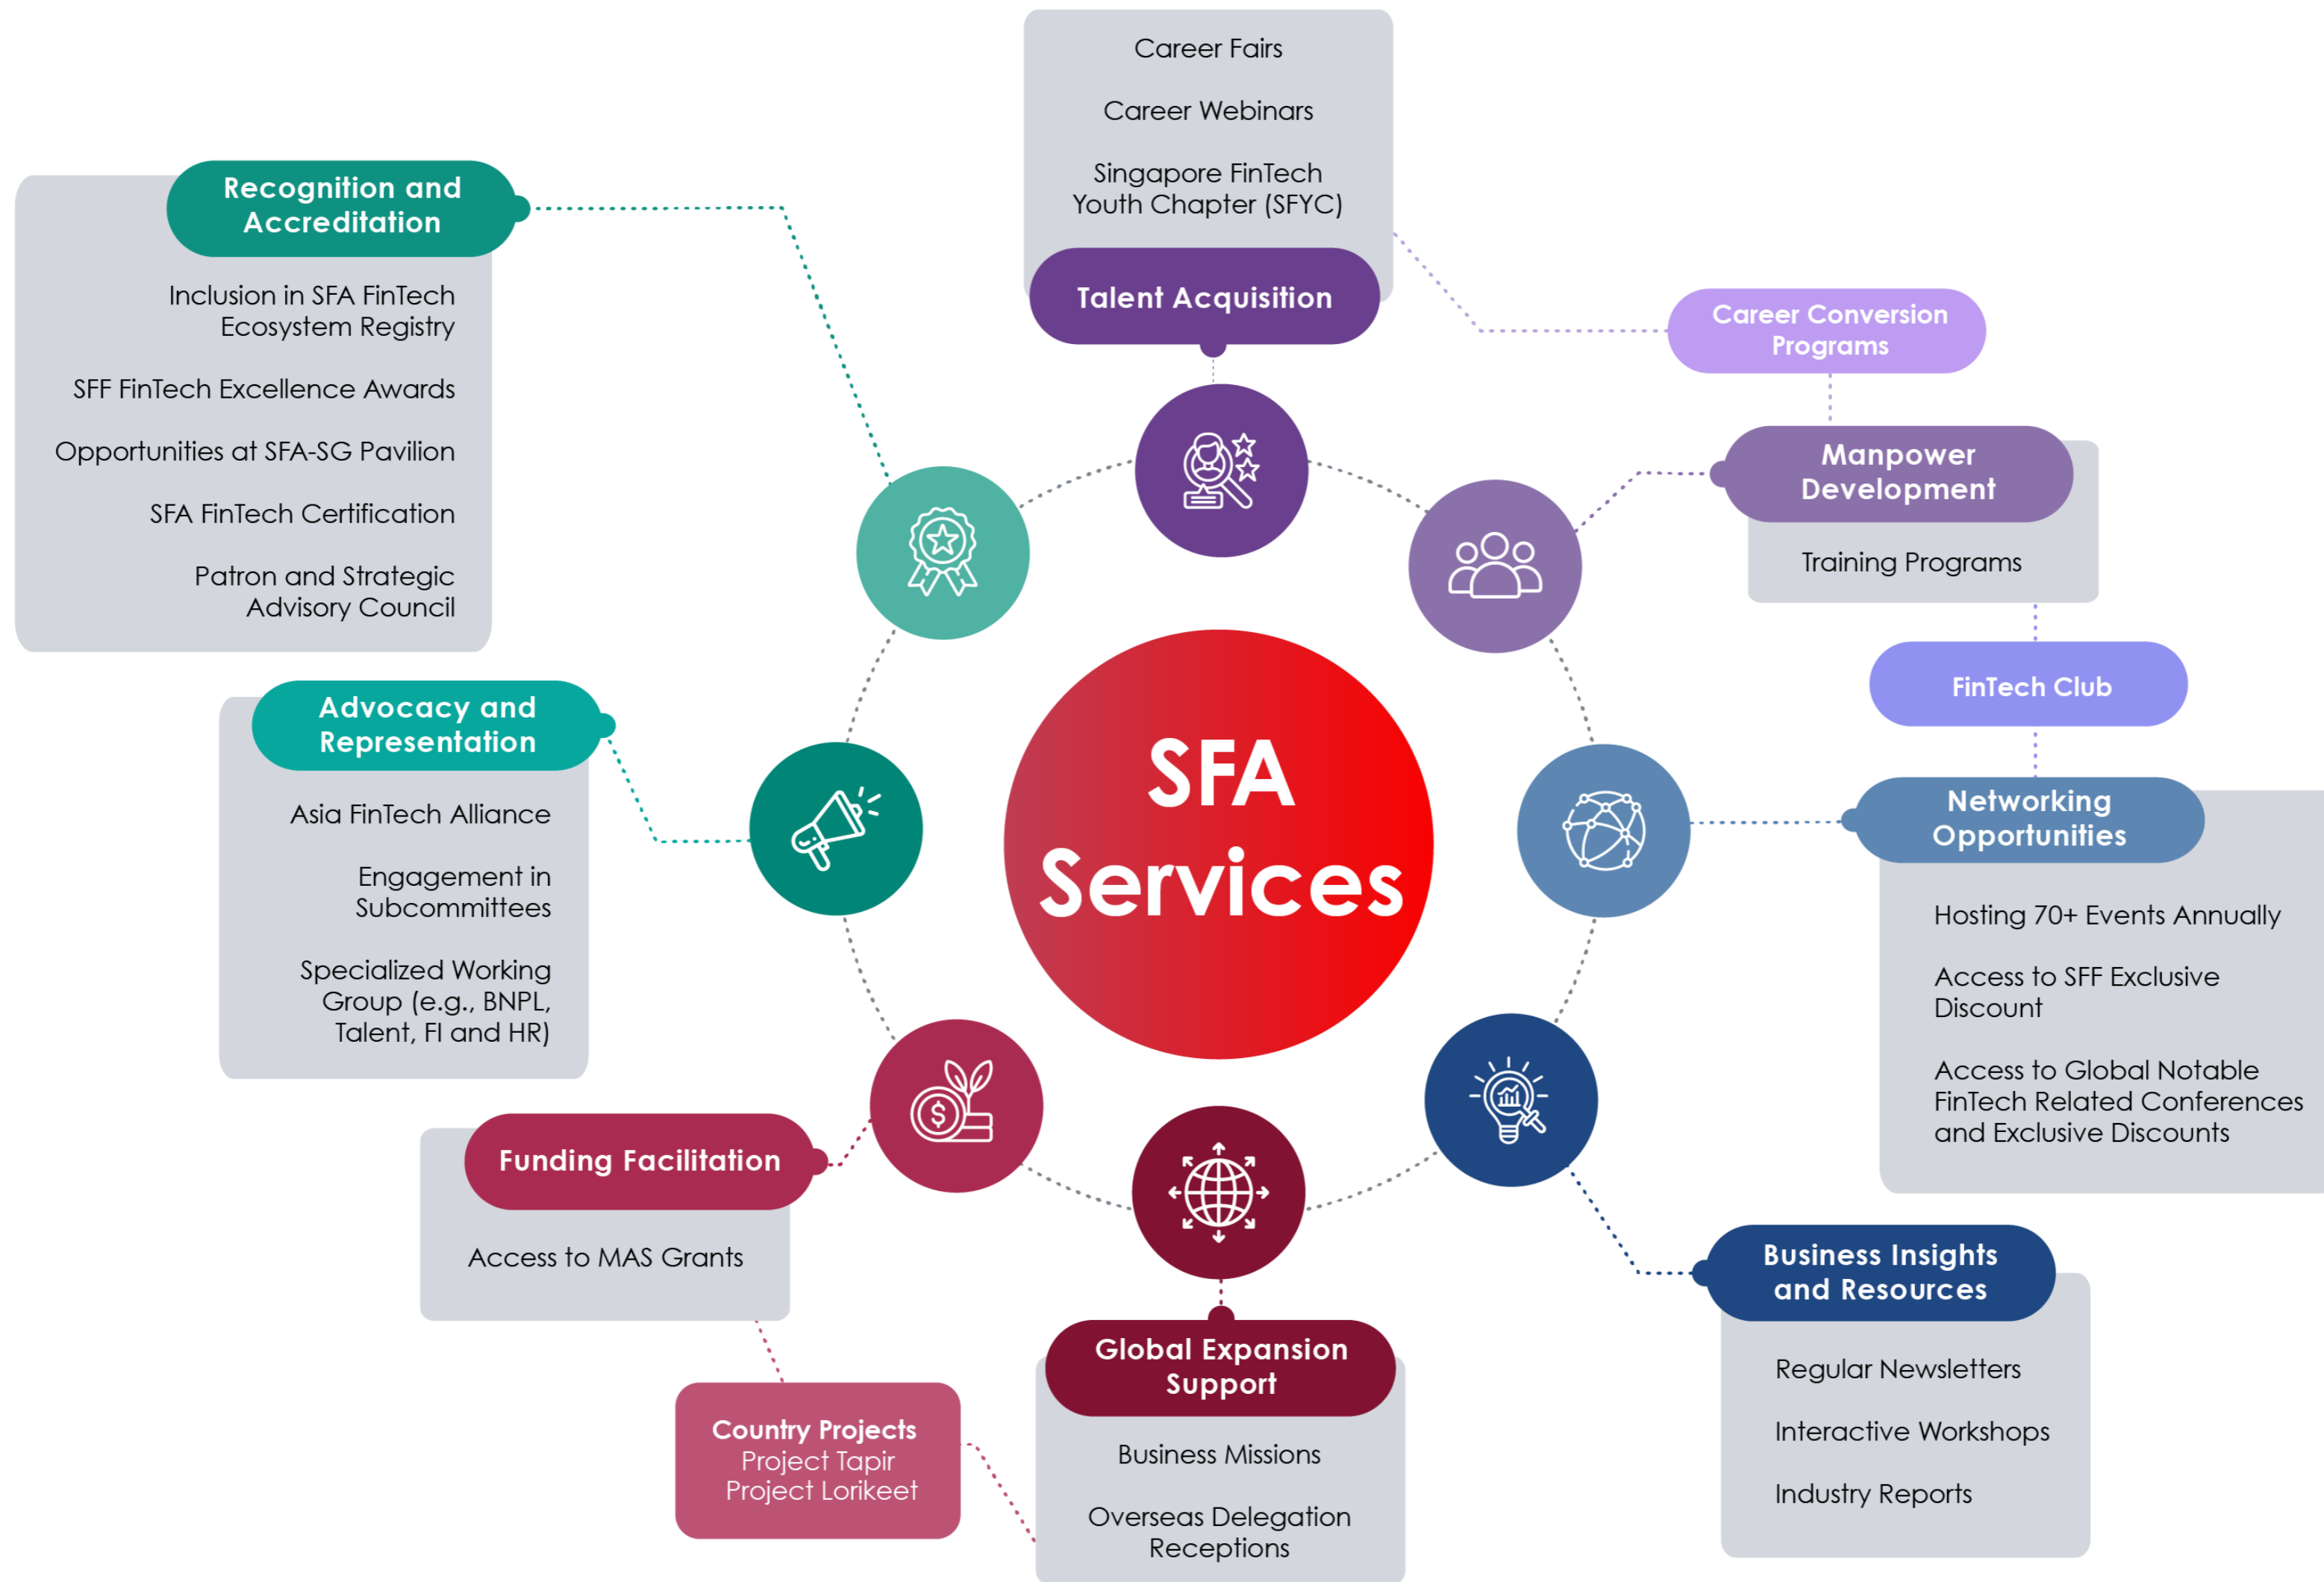 Career Fairs
Career Webinars
Singapore FinTech
Youth Chapter (SFYC)
Talent Acquisition
Recognition and
Accreditation
Inclusion in SFA FinTech
Ecosystem Registry
SFF FinTech Excellence Awards
Opportunities at SFA-SG Pavilion
SFA FinTech Certification
Patron and Strategic
Advisory Council
Career Conversion
Programs
Manpower
Development
Training Programs
FinTech Club
Networking
Opportunities
Hosting 70+ Events Annually
Access to SFF Exclusive
Discount
Access to Global Notable
FinTech Related Conferences
and Exclusive Discounts
SFA
Services
Advocacy and
Representation
Asia FinTech Alliance
Engagement in
Subcommittees
Specialized Working
Group (e.g., BNPL,
Talent, FI and HR)
Funding Facilitation
Access to MAS Grants
Country Projects
Project Tapir
Project Lorikeet
Global Expansion
Support
Business Missions
Overseas Delegation
Receptions
Business Insights
and Resources
Regular Newsletters
Interactive Workshops
Industry Reports